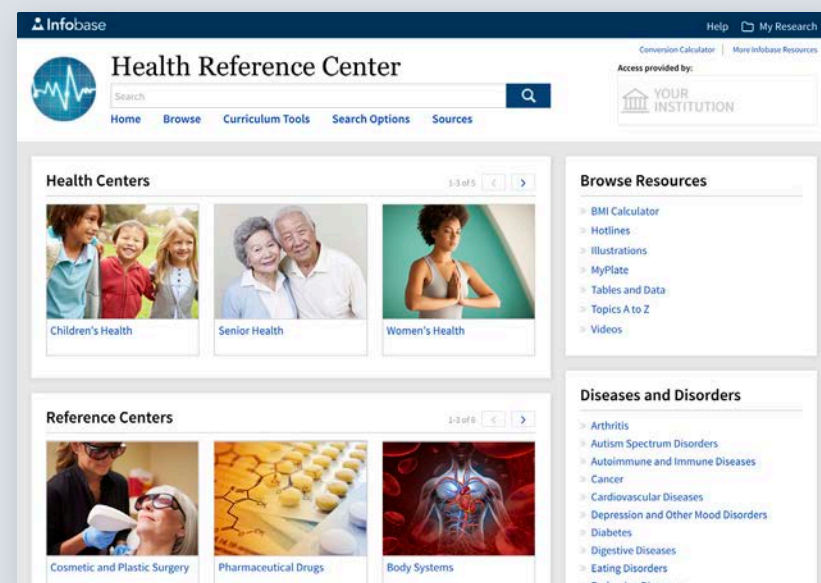 Infobase
Help My Research
Conversion Calculator | More Infobase Resources
Health Reference Center
Access provided by:
Search
YOUR
INSTITUTION
Home Browse Curriculum Tools Search Options Sources
Health Centers
1-3 of 5
Children's Health
Senior Health
Women's Health
Reference Centers
1-3 of 6
Cosmetic and Plastic Surgery
Pharmaceutical Drugs
Body Systems
Browse Resources
BMI Calculator
Hotlines
Illustrations
MyPlate
Tables and Data
Topics A to Z
Videos
Diseases and Disorders
Arthritis
Autism Spectrum Disorders
Autoimmune and Immune Diseases
Cancer
Cardiovascular Diseases
Depression and Other Mood Disorders
Diabetes
Digestive Diseases
Eating Disorders